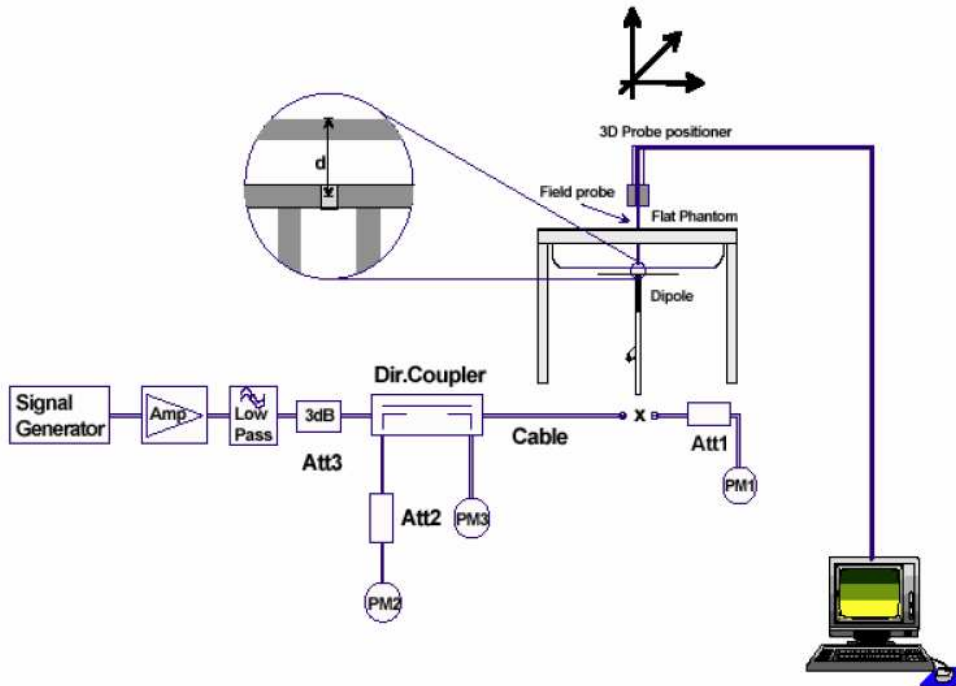 3D Probe positioner
d
Field probe
Flat Phantom
Dipole
Dir.Coupler
Signal
Generator
Amp
Low
Pass
3dB
Att3
Cable
x
Att1
PM1
Att2
PM3
PM2